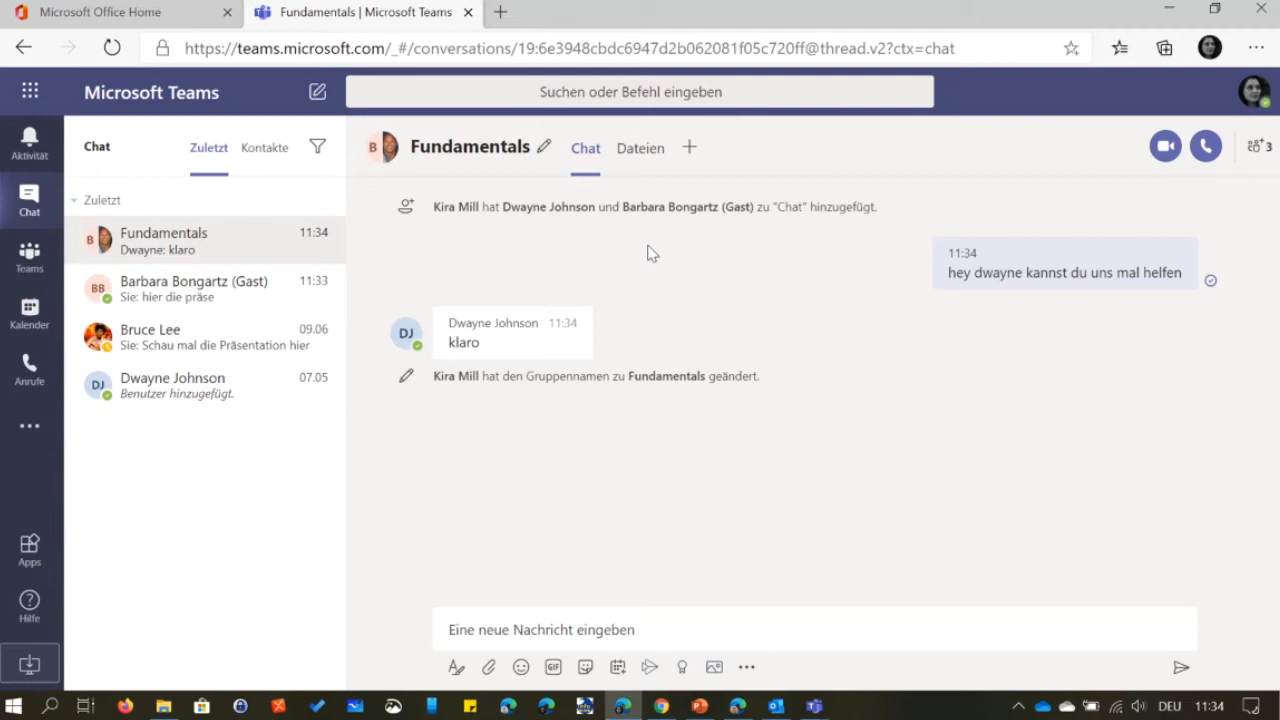 Microsoft Office Home
Fundamentals | Microsoft Teams
https://teams.microsoft.com/_#/conversations/19:6e3948cbdc6947d2b062081f05c720ff@thread.v2?ctx=chat
Microsoft Teams
Suchen oder Befehl eingeben
Aktivität
Chat
Teams
Kalender
Anrufe
Apps
Hilfe
Chat
Zuletzt
Kontakte
Zuletzt
B
Fundamentals
11:34
Dwayne: klaro
BB
Barbara Bongartz (Gast)
11:33
Sie: hier die präse
Bruce Lee
09.06
Sie: Schau mal die Präsentation hier
DJ
Dwayne Johnson
07.05
Benutzer hinzugefügt.
B
Fundamentals
Chat
Dateien
3
Kira Mill hat Dwayne Johnson und Barbara Bongartz (Gast) zu "Chat" hinzugefügt.
11:34
hey dwayne kannst du uns mal helfen
DJ
Dwayne Johnson 11:34
klaro
Kira Mill hat den Gruppennamen zu Fundamentals geändert.
Eine neue Nachricht eingeben
GIF
DEU
11:34